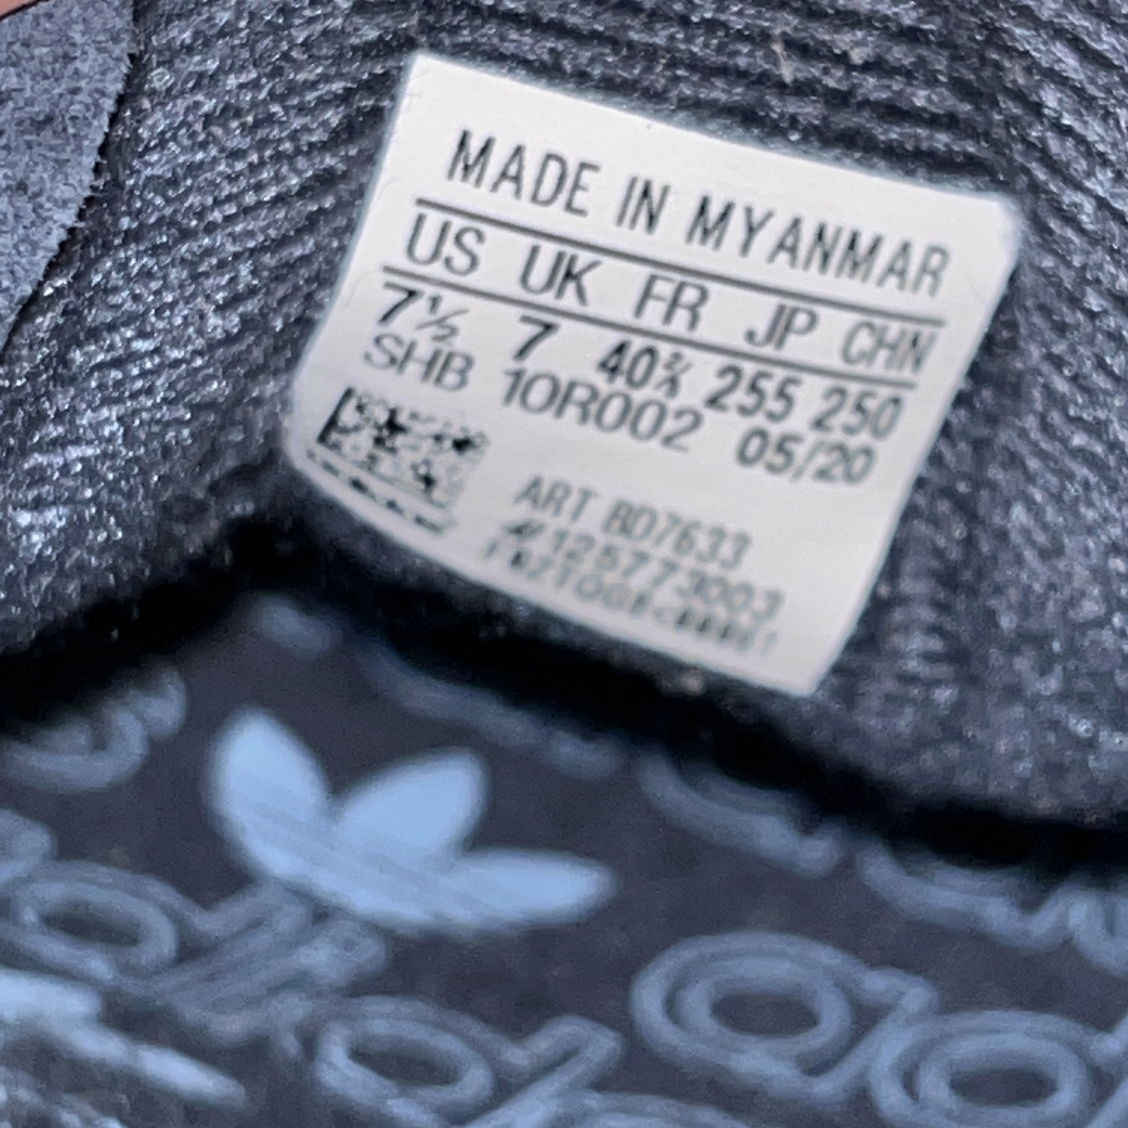 MADE IN MYANMAR
US UK FR JP CHN
7½ 7 40⅔ 255 250
SHB 10R002 05/20
ART BD7633
#125773003